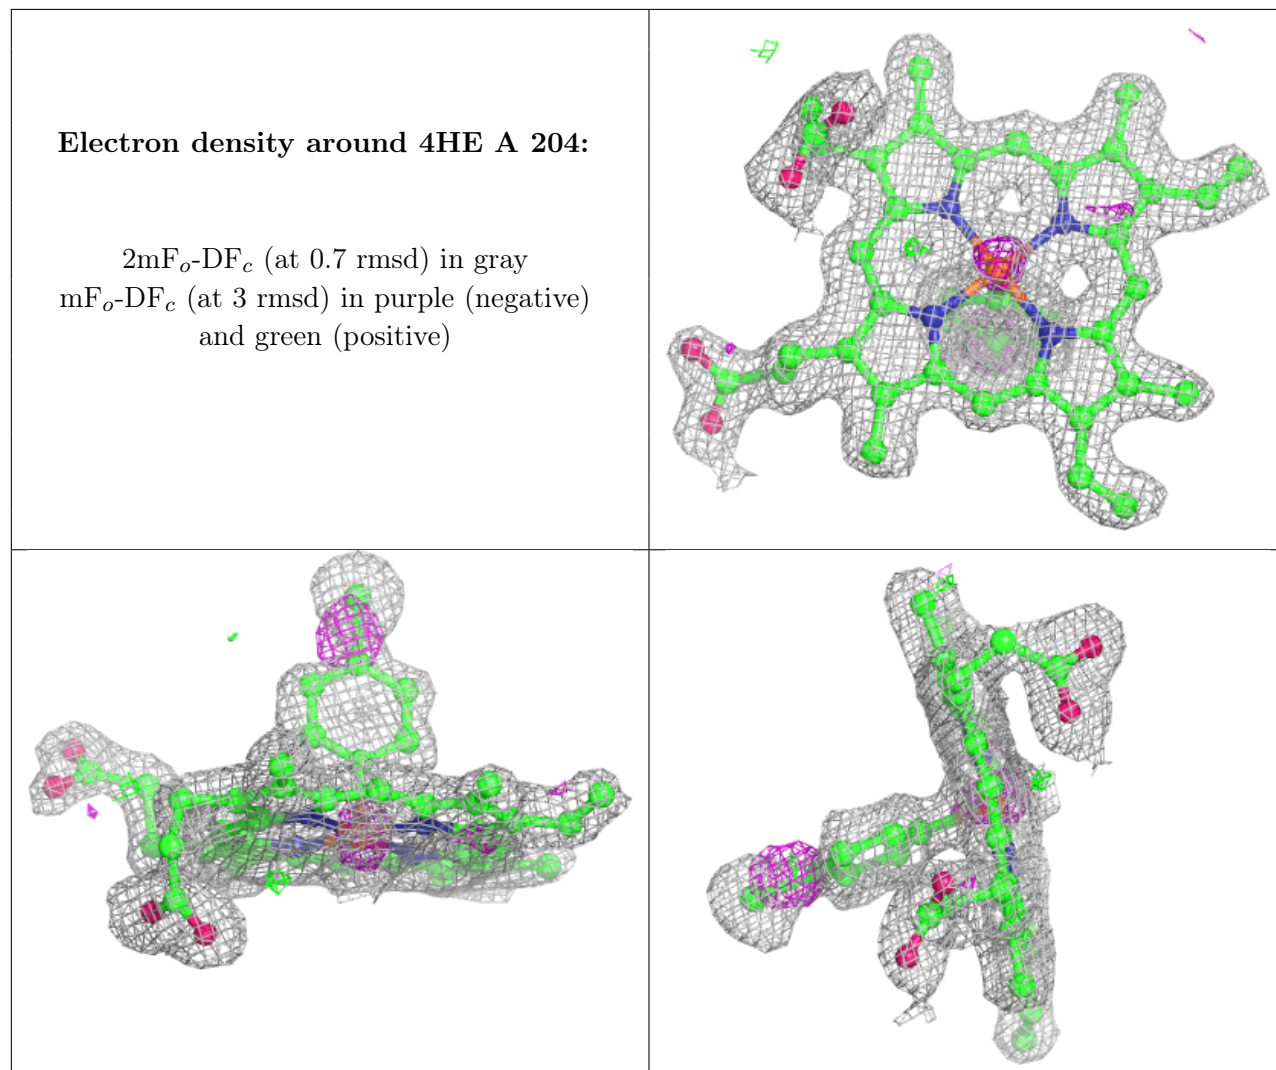 Electron density around 4HE A 204:
2mFo-DFc (at 0.7 rmsd) in gray
mFo-DFc (at 3 rmsd) in purple (negative)
and green (positive)